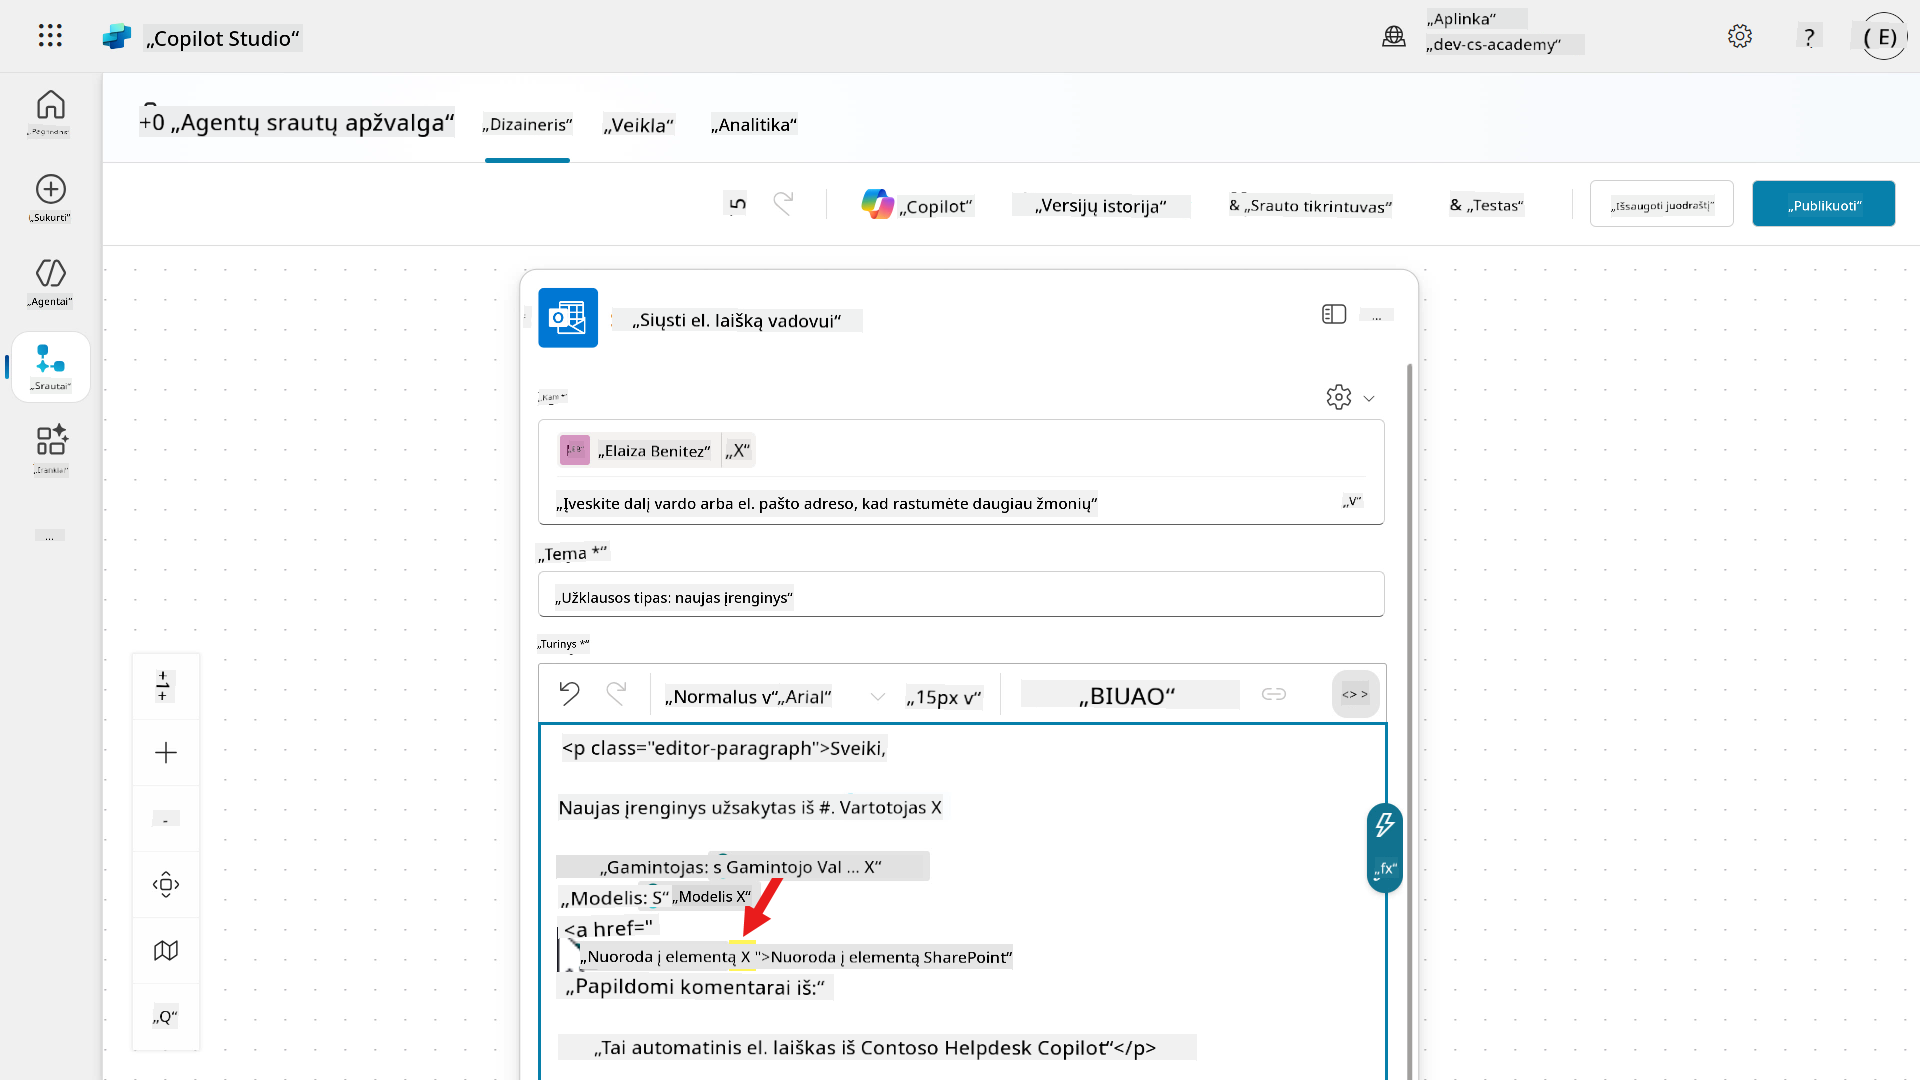 „Copilot Studio“
„Aplinka“
„dev-cs-academy“
?
( E)
+0 „Agentų srautų apžvalga“
„Dizaineris“
„Veikla“
„Analitika“
„Sukurti“
„Agentai“
„Srautai“
...
„Copilot“
„Versijų istorija“
& „Srauto tikrintuvas“
& „Testas“
„Išsaugoti juodraštį“
„Publikuoti“
„Siųsti el. laišką vadovui“
...
„Kam *“
„Elaiza Benitez“
„X“
„Įveskite dalį vardo arba el. pašto adreso, kad rastumėte daugiau žmonių“
„V“
„Tema *“
„Užklausos tipas: naujas įrenginys“
„Turinys *“
„Normalus v“ „Arial“
„15px v“
„BIUAO“
<> >
<p class="editor-paragraph">Sveiki,
Naujas įrenginys užsakytas iš #. Vartotojas X
„Gamintojas: s Gamintojo Val ... X“
„Modelis: S“ „Modelis X“
<a href="
„Nuoroda į elementą X ">Nuoroda į elementą SharePoint“
„Papildomi komentarai iš:“
„Tai automatinis el. laiškas iš Contoso Helpdesk Copilot“</p>
„fx“
„Q“